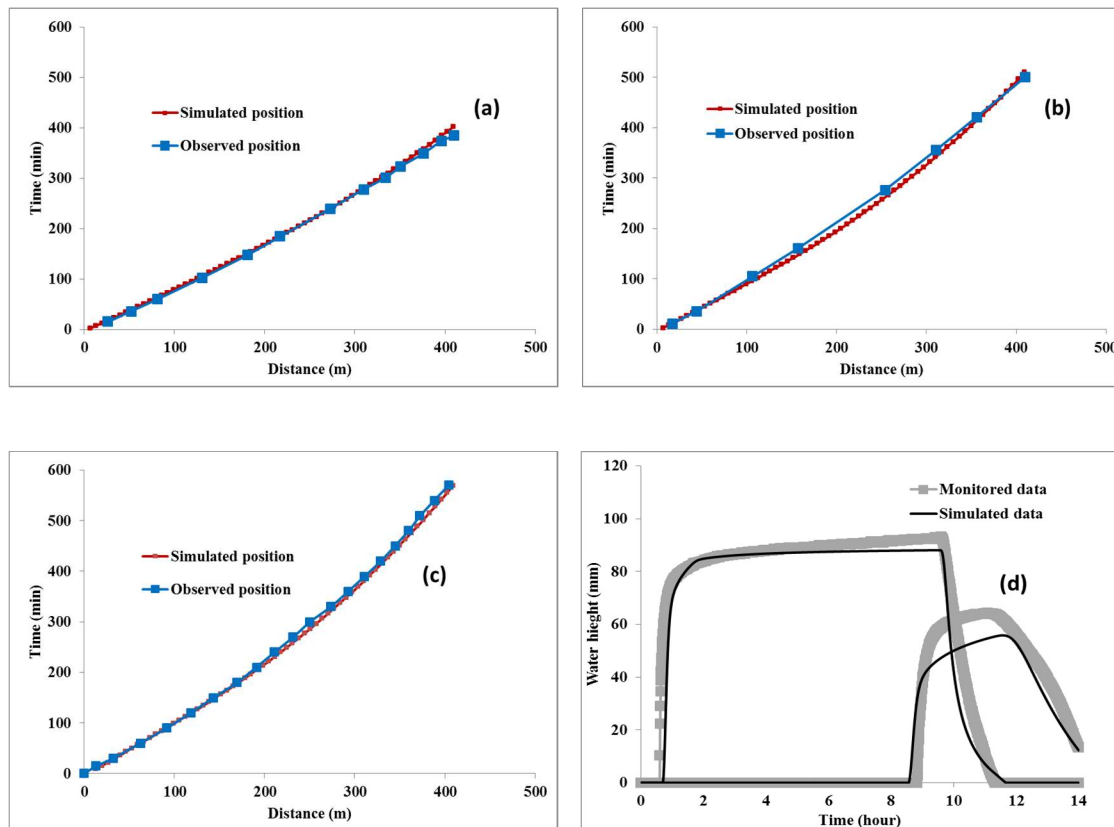 600
500
400
300
200
100
0
Time (min)
Simulated position
Observed position
(a)
0 100 200 300 400 500
Distance (m)
600
500
400
300
200
100
0
Time (min)
Simulated position
Observed position
(b)
0 100 200 300 400 500
Distance (m)
600
500
400
300
200
100
0
Time (min)
Simulated position
Observed position
(c)
0 100 200 300 400 500
Distance (m)
120
100
80
60
40
20
0
Water hieght (mm)
Monitored data
Simulated data
(d)
0 2 4 6 8 10 12 14
Time (hour)